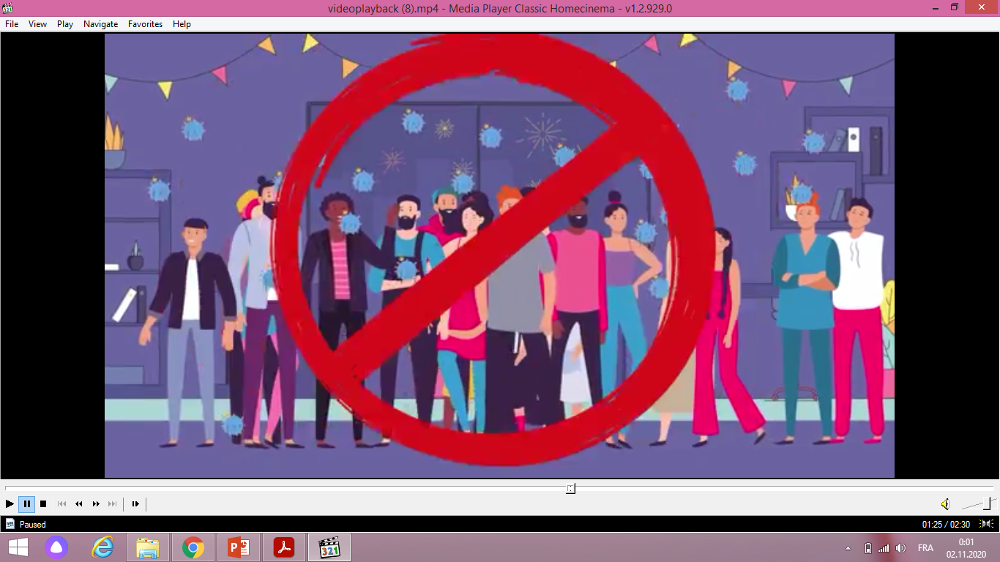 videoplayback (8).mp4 - Media Player Classic Homecinema - v1.2.929.0
File View Play Navigate Favorites Help
Paused
01:25 / 02:30
321
FRA
0:01
02.11.2020